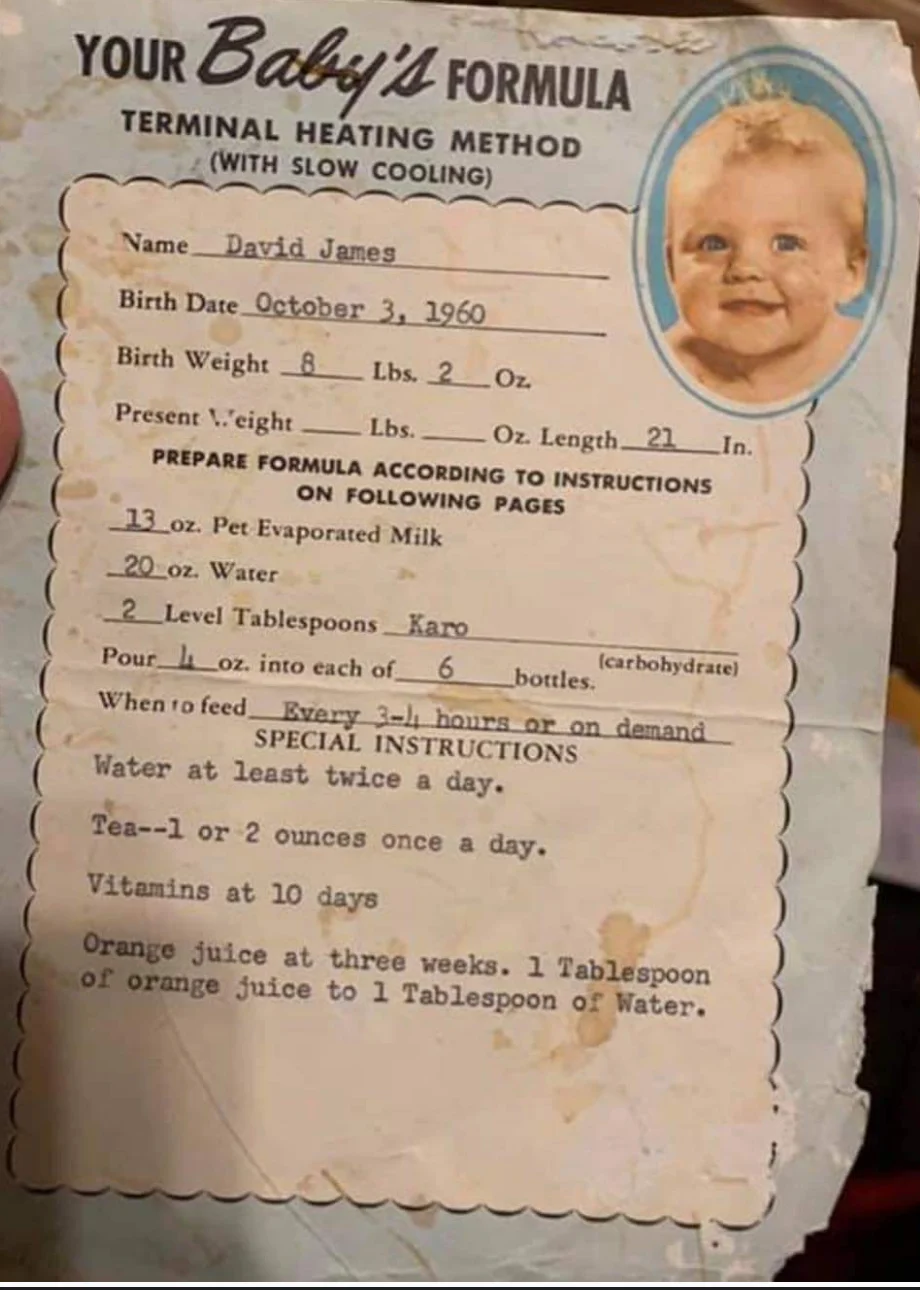 YOUR Baby's FORMULA
TERMINAL HEATING METHOD
(WITH SLOW COOLING)
Name David James
Birth Date October 3, 1960
Birth Weight 8 Lbs. 2 Oz.
Present Weight ____ Lbs. ____ Oz. Length 21 In.
PREPARE FORMULA ACCORDING TO INSTRUCTIONS
ON FOLLOWING PAGES
13 oz. Pet Evaporated Milk
20 oz. Water
2 Level Tablespoons Karo
(carbohydrate)
Pour 4 oz. into each of 6 bottles.
When to feed Every 3-4 hours or on demand
SPECIAL INSTRUCTIONS
Water at least twice a day.
Tea--1 or 2 ounces once a day.
Vitamins at 10 days
Orange juice at three weeks. 1 Tablespoon
of orange juice to 1 Tablespoon of Water.